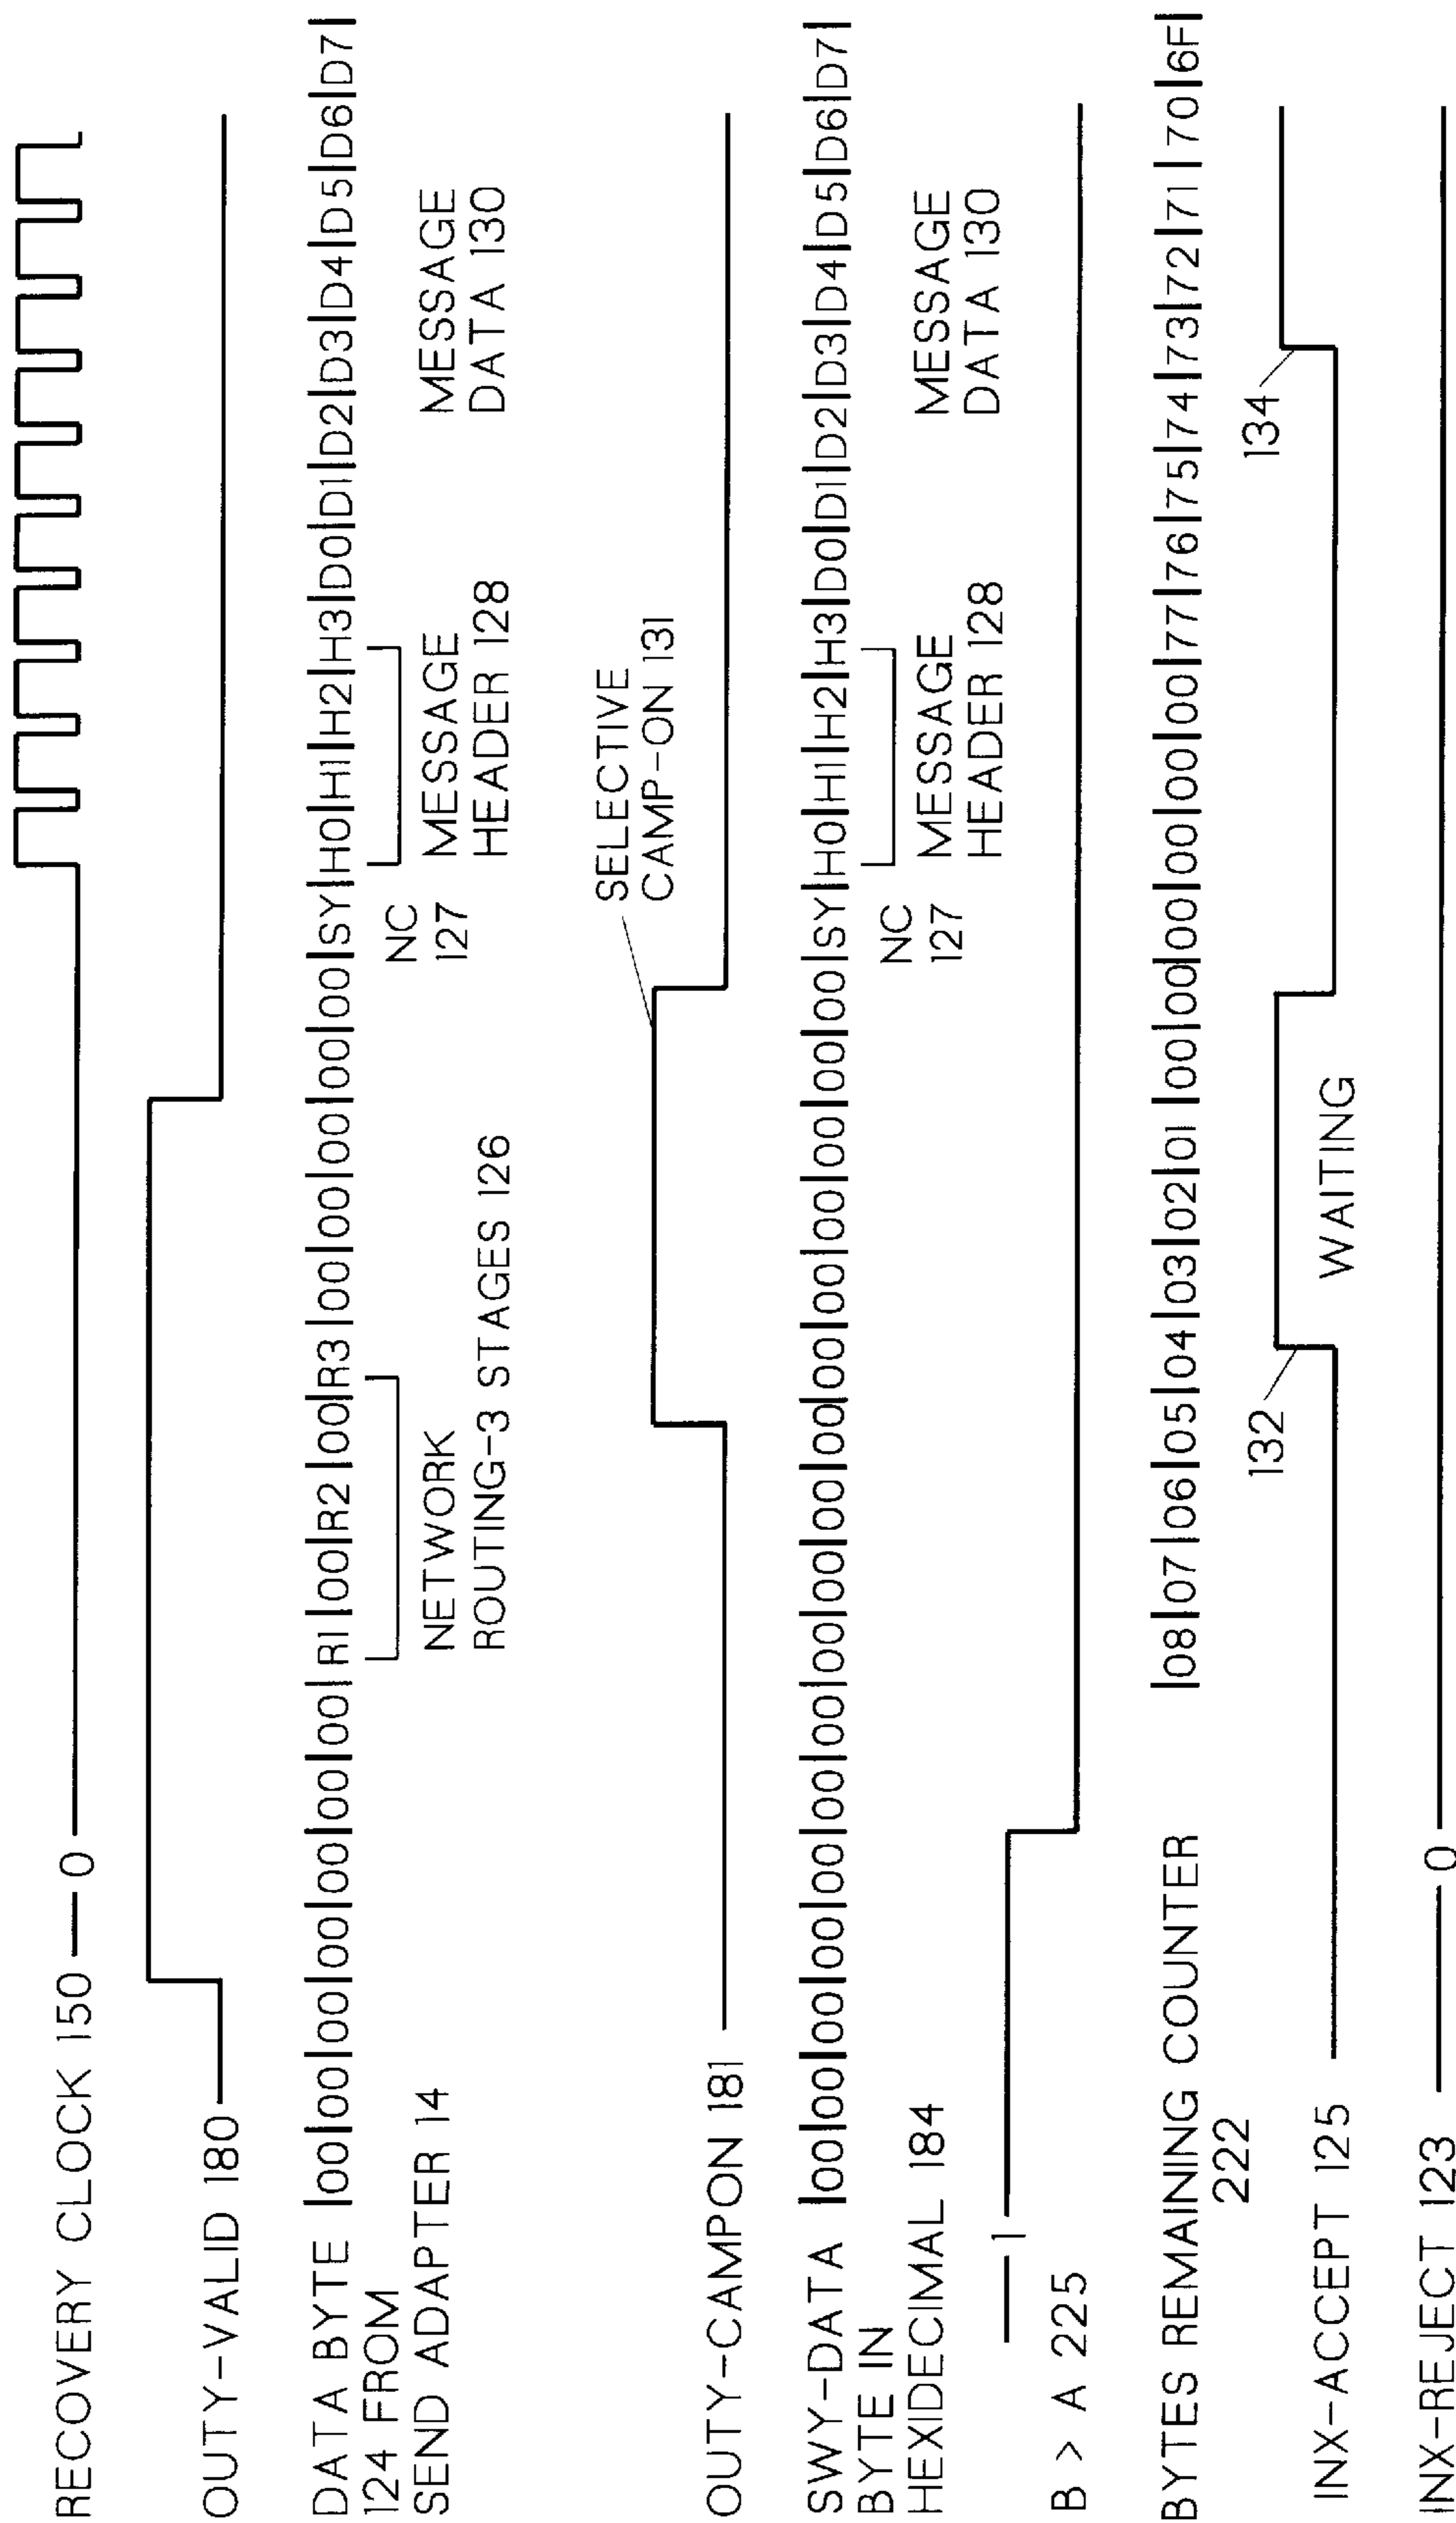 RECOVERY CLOCK 150 — 0
OUTY-VALID 180
DATA BYTE |00|00|00|00|00|00|00|R1|00|R2|00|R3|00|00|00|00|00|SY|H0|H1|H2|H3|D0|D1|D2|D3|D4|D5|D6|D7|
124 FROM
SEND ADAPTER 14
NETWORK
ROUTING-3 STAGES 126
NC
127
MESSAGE
HEADER 128
MESSAGE
DATA 130
SELECTIVE
CAMP-ON 131
OUTY-CAMPON 181
SWY-DATA |00|00|00|00|00|00|00|00|00|00|00|00|00|00|00|00|00|SY|H0|H1|H2|H3|D0|D1|D2|D3|D4|D5|D6|D7|
BYTE IN
HEXIDECIMAL 184
NC
127
MESSAGE
HEADER 128
MESSAGE
DATA 130
1
B > A 225
BYTES REMAINING COUNTER |08|07|06|05|04|03|02|01|00|00|00|00|00|00|77|76|75|74|73|72|71|70|6F|
222
132
134
WAITING
INX-ACCEPT 125
INX-REJECT 123 — 0